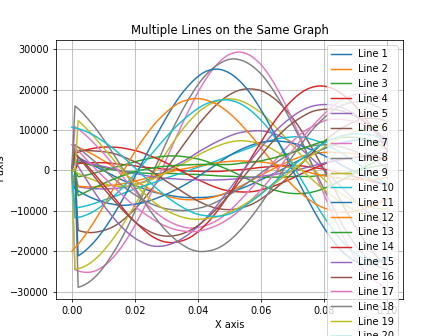 Multiple Lines on the Same Graph
30000
20000
10000
0
−10000
−20000
−30000
0.00
0.02
0.04
0.06
0.08
X axis
Line 1
Line 2
Line 3
Line 4
Line 5
Line 6
Line 7
Line 8
Line 9
Line 10
Line 11
Line 12
Line 13
Line 14
Line 15
Line 16
Line 17
Line 18
Line 19
Line 20